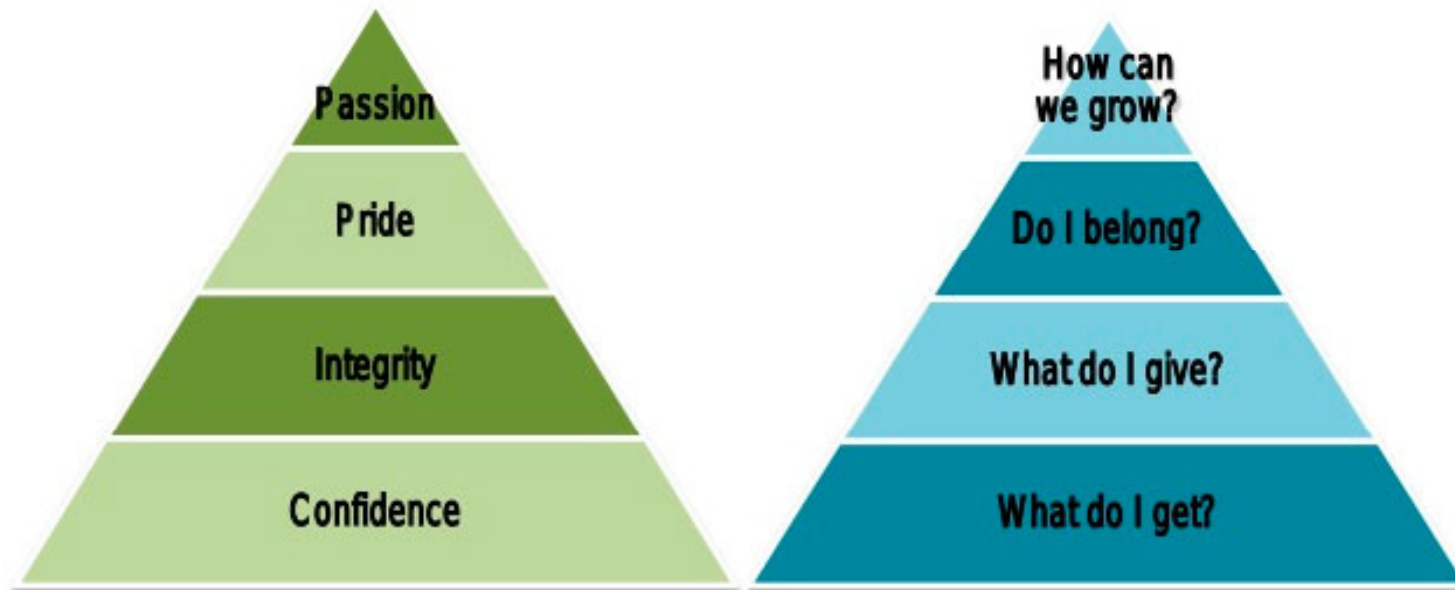 Passion
Pride
Integrity
Confidence
How can
we grow?
Do I belong?
What do I give?
What do I get?